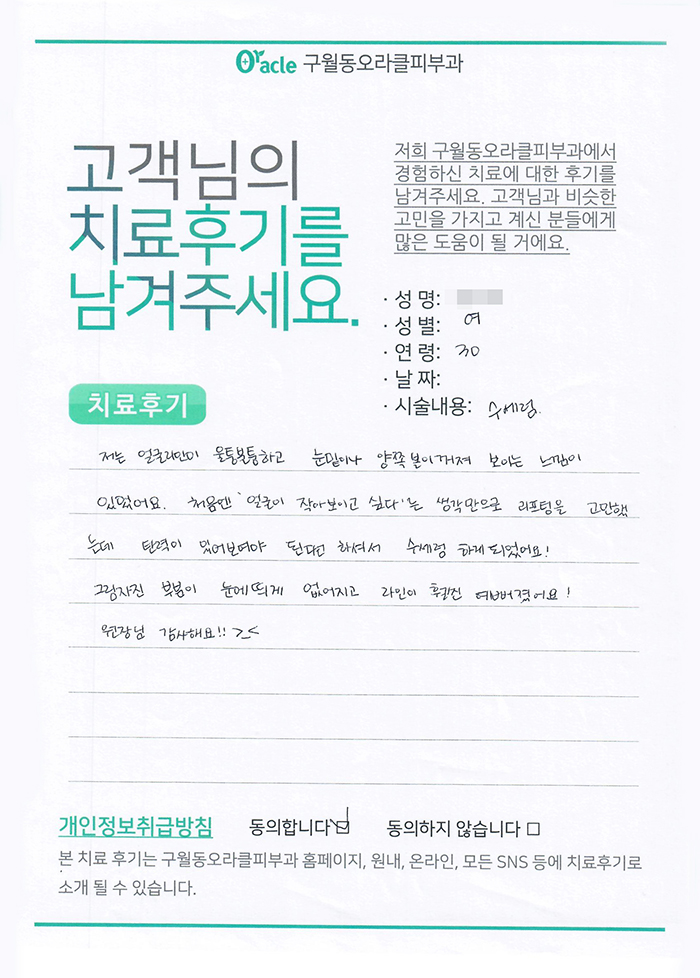 Oracle 구월동오라클피부과
고객님의
치료후기를
남겨주세요.
저희 구월동오라클피부과에서
경험하신 치료에 대한 후기를
남겨주세요. 고객님과 비슷한
고민을 가지고 계신 분들에게
많은 도움이 될 거에요.
· 성 명:
· 성 별: 여
· 연 령: 30
· 날 짜:
· 시술내용: 수세럼.
치료후기
저는 얼굴라인이 울퉁불퉁하고 눈밑이나 양쪽 볼이 꺼져 보이는 느낌이
있었어요. 처음엔 '얼굴이 작아보이고 싶다'는 생각만으로 리프팅을 고민했
는데 탄력이 있어보여야 된다고 하셔서 수세럼 하게되었어요!
그림자진 부분이 눈에띄게 없어지고 라인이 훨씬 예뻐졌어요!
원장님 감사해요!! >_<
개인정보취급방침 동의합니다 동의하지 않습니다
본 치료 후기는 구월동오라클피부과 홈페이지, 원내, 온라인, 모든 SNS 등에 치료후기로
소개 될 수 있습니다.